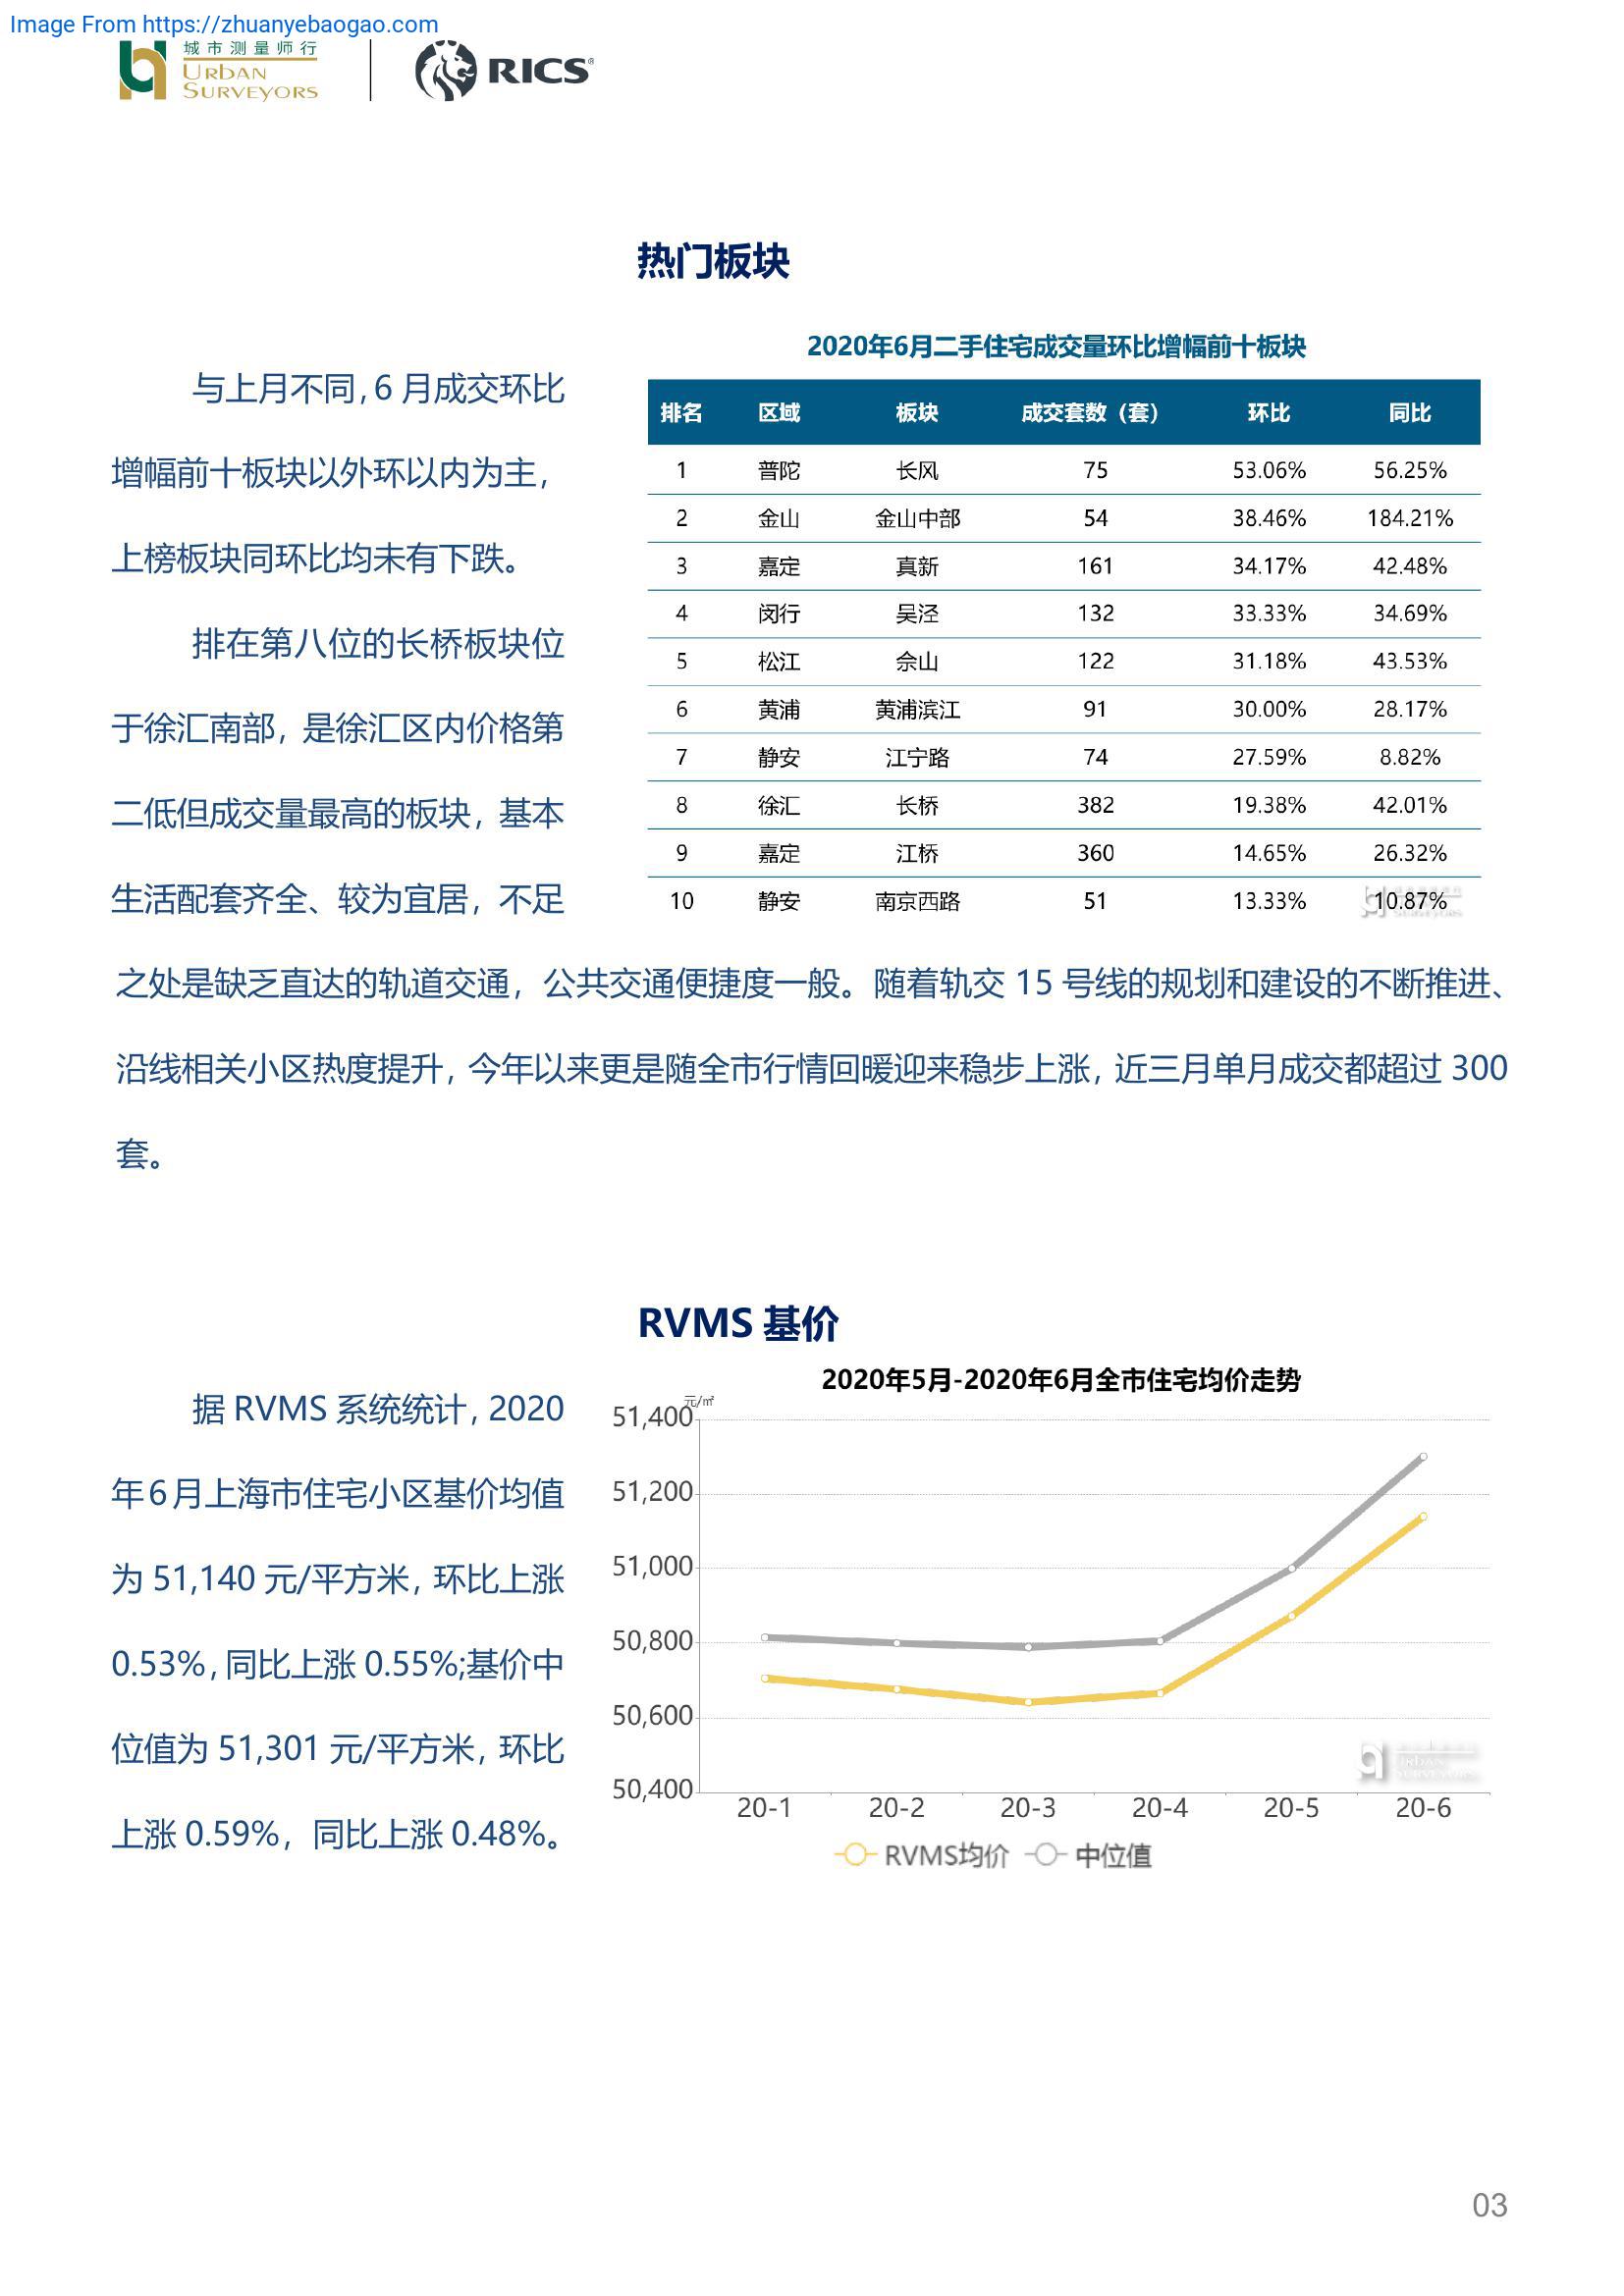 Image From https://zhuanyebaogao.com
城市测量师行
URBAN
SURVEYORS
RICS®
热门板块
与上月不同,6 月成交环比
增幅前十板块以外环以内为主,
上榜板块同环比均未有下跌。
排在第八位的长桥板块位
于徐汇南部, 是徐汇区内价格第
二低但成交量最高的板块, 基本
生活配套齐全、较为宜居, 不足
2020年6月二手住宅成交量环比增幅前十板块
排名 区域 板块 成交套数 (套) 环比 同比
1 普陀 长风 75 53.06% 56.25%
2 金山 金山中部 54 38.46% 184.21%
3 嘉定 真新 161 34.17% 42.48%
4 闵行 吴泾 132 33.33% 34.69%
5 松江 佘山 122 31.18% 43.53%
6 黄浦 黄浦滨江 91 30.00% 28.17%
7 静安 江宁路 74 27.59% 8.82%
8 徐汇 长桥 382 19.38% 42.01%
9 嘉定 江桥 360 14.65% 26.32%
10 静安 南京西路 51 13.33% 10.87%
之处是缺乏直达的轨道交通, 公共交通便捷度一般。随着轨交 15 号线的规划和建设的不断推进、
沿线相关小区热度提升, 今年以来更是随全市行情回暖迎来稳步上涨, 近三月单月成交都超过 300
套。
RVMS 基价
据 RVMS 系统统计, 2020
年 6 月上海市住宅小区基价均值
为 51,140 元/平方米, 环比上涨
0.53%, 同比上涨 0.55%;基价中
位值为 51,301 元/平方米, 环比
上涨 0.59%, 同比上涨 0.48%。
2020年5月-2020年6月全市住宅均价走势
元/㎡
51,400
51,200
51,000
50,800
50,600
50,400
20-1 20-2 20-3 20-4 20-5 20-6
RVMS均价 中位值
URBAN
SURVEYORS
03